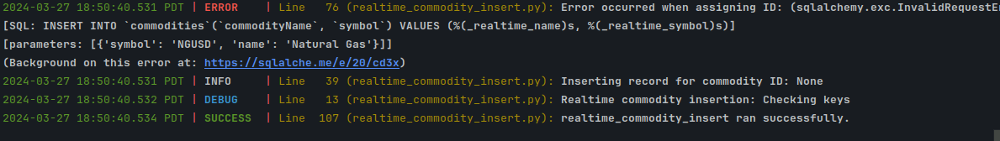 2024-03-27 18:50:40.531 PDT | ERROR    | Line   76 (realtime_commodity_insert.py): Error occurred when assigning ID: (sqlalchemy.exc.InvalidRequestE
[SQL: INSERT INTO `commodities`(`commodityName`, `symbol`) VALUES (%(_realtime_name)s, %(_realtime_symbol)s)]
[parameters: [{'symbol': 'NGUSD', 'name': 'Natural Gas'}]]
(Background on this error at: https://sqlalche.me/e/20/cd3x)
2024-03-27 18:50:40.531 PDT | INFO     | Line   39 (realtime_commodity_insert.py): Inserting record for commodity ID: None
2024-03-27 18:50:40.532 PDT | DEBUG    | Line   13 (realtime_commodity_insert.py): Realtime commodity insertion: Checking keys
2024-03-27 18:50:40.534 PDT | SUCCESS  | Line  107 (realtime_commodity_insert.py): realtime_commodity_insert ran successfully.